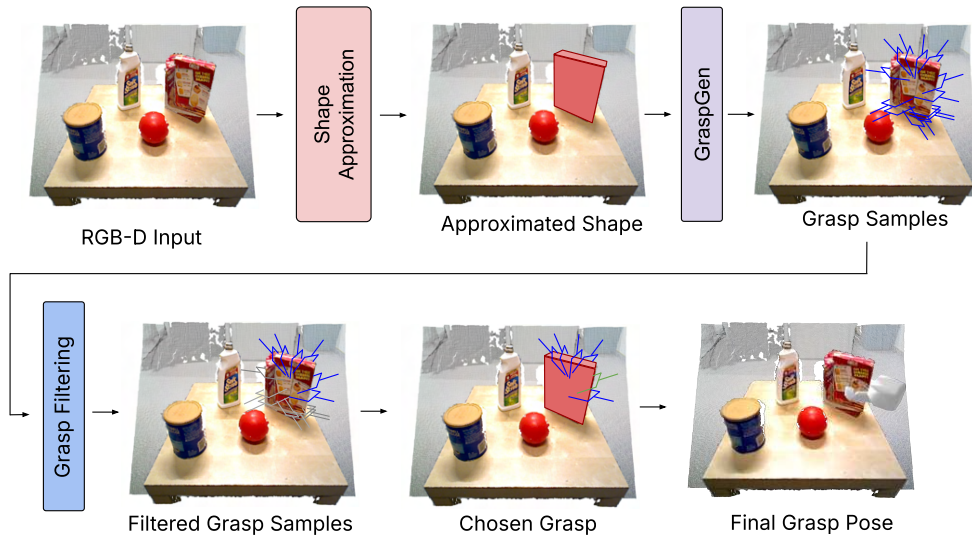 Shape
Approximation
GraspGen
RGB-D Input
Approximated Shape
Grasp Samples
Grasp Filtering
Filtered Grasp Samples
Chosen Grasp
Final Grasp Pose